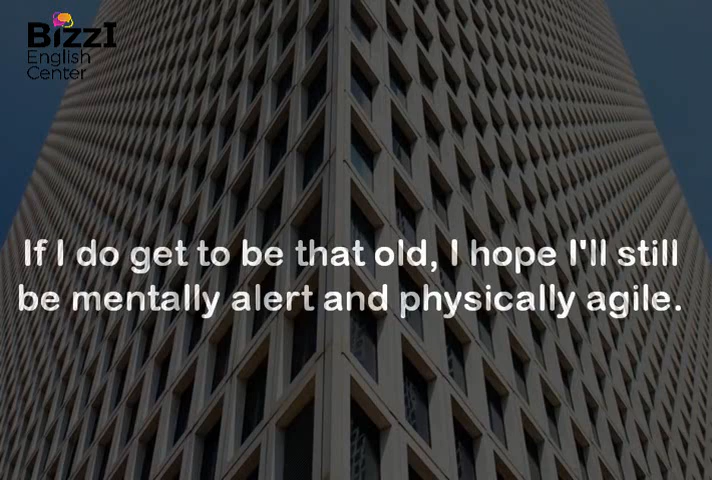 BizzI
English
Center
If I do get to be that old, I hope I'll still
be mentally alert and physically agile.